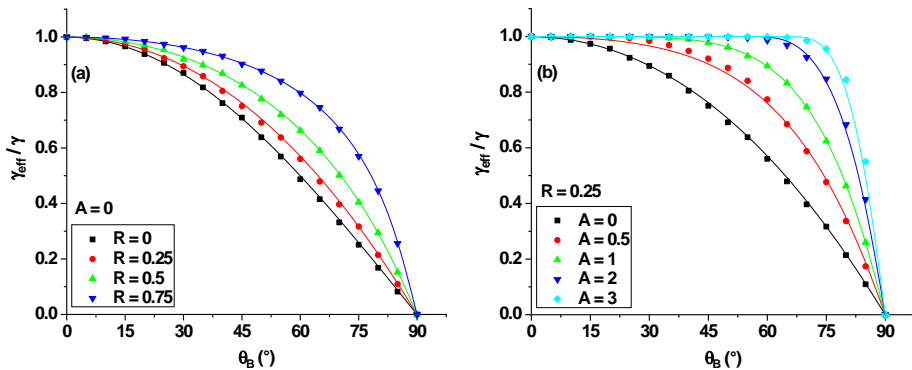 1.0
0.8
0.6
0.4
0.2
0.0
γeff / γ
(a)
A = 0
R = 0
R = 0.25
R = 0.5
R = 0.75
0 15 30 45 60 75 90
θB (°)
1.0
0.8
0.6
0.4
0.2
0.0
γeff / γ
(b)
R = 0.25
A = 0
A = 0.5
A = 1
A = 2
A = 3
0 15 30 45 60 75 90
θB (°)